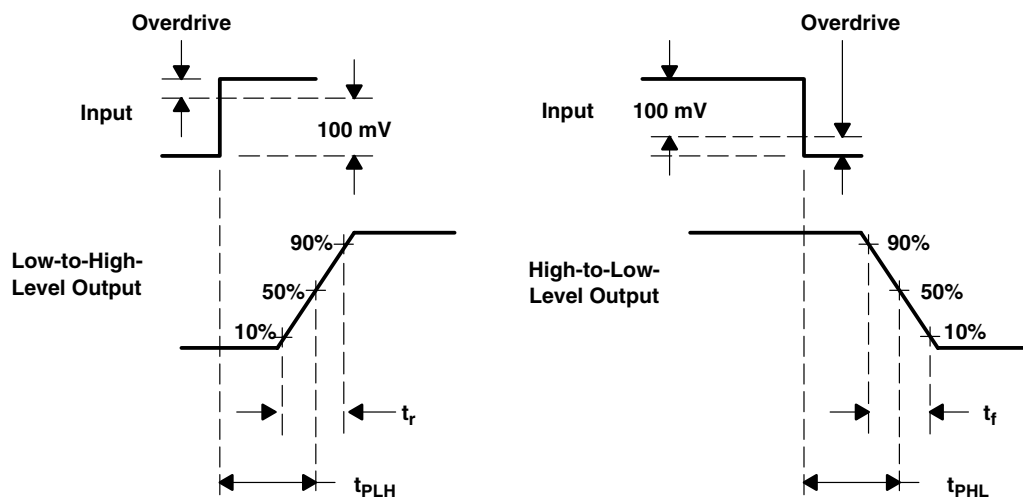 Overdrive
Input
100 mV
Low-to-High-
Level Output
90%
50%
10%
t_r
t_PLH
Overdrive
Input
100 mV
High-to-Low-
Level Output
90%
50%
10%
t_f
t_PHL